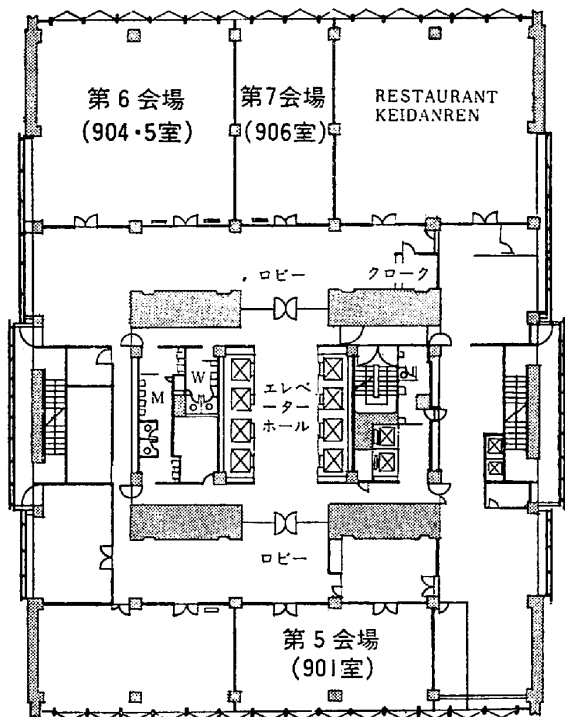 第6会場
(904・5室)
第7会場
(906室)
RESTAURANT
KEIDANREN
ロビー
クローク
M
W
エレベ
ーター
ホール
ロビー
第5会場
(901室)